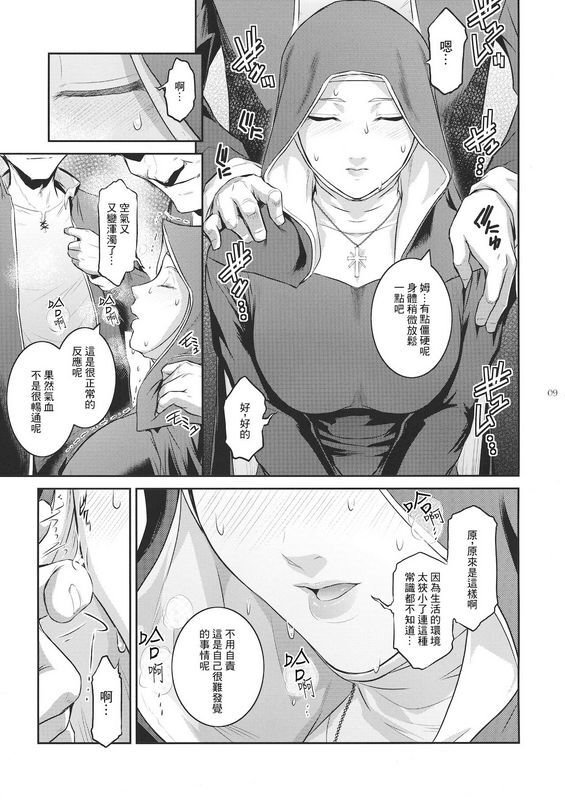 嗯…
姆…有點僵硬呢
身體稍微放鬆
一點吧
好,好的
啊…
空氣又
又變渾濁了…
哈
啊
哈
啊
這是很正常的
反應呢
果然氣血
不是很暢通呢
原,原來是這樣啊
因為生活的環境
太狹小了連這種
常識都不知道…
哈
啊
不用自責
這是自己很難發覺
的事情呢
哈
啊
啊…
09